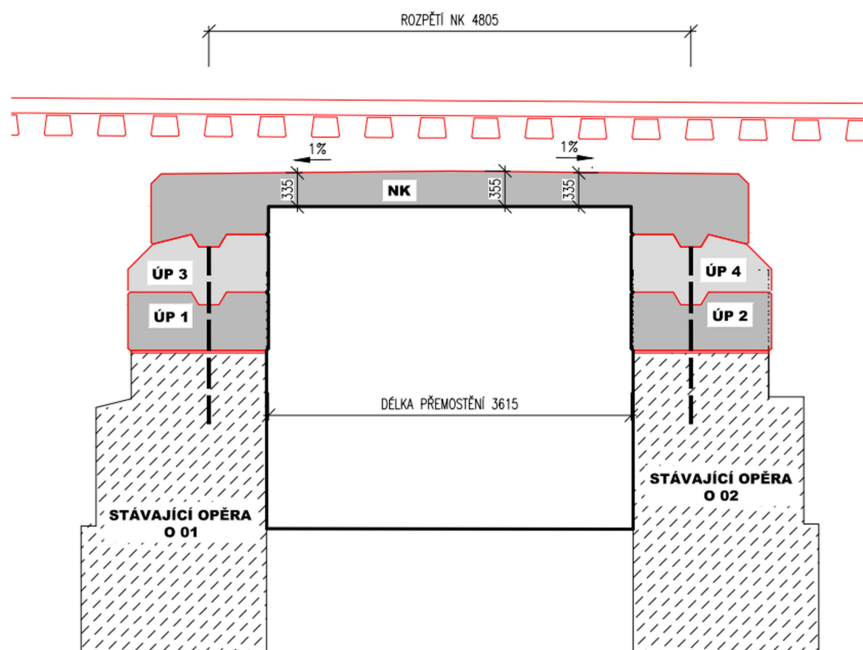 ROZPĚTÍ NK 4805
1%
1%
335
NK
355
335
ÚP 3
ÚP 4
ÚP 1
ÚP 2
DÉLKA PŘEMOSTĚNÍ 3615
STÁVAJÍCÍ OPĚRA
O 02
STÁVAJÍCÍ OPĚRA
O 01